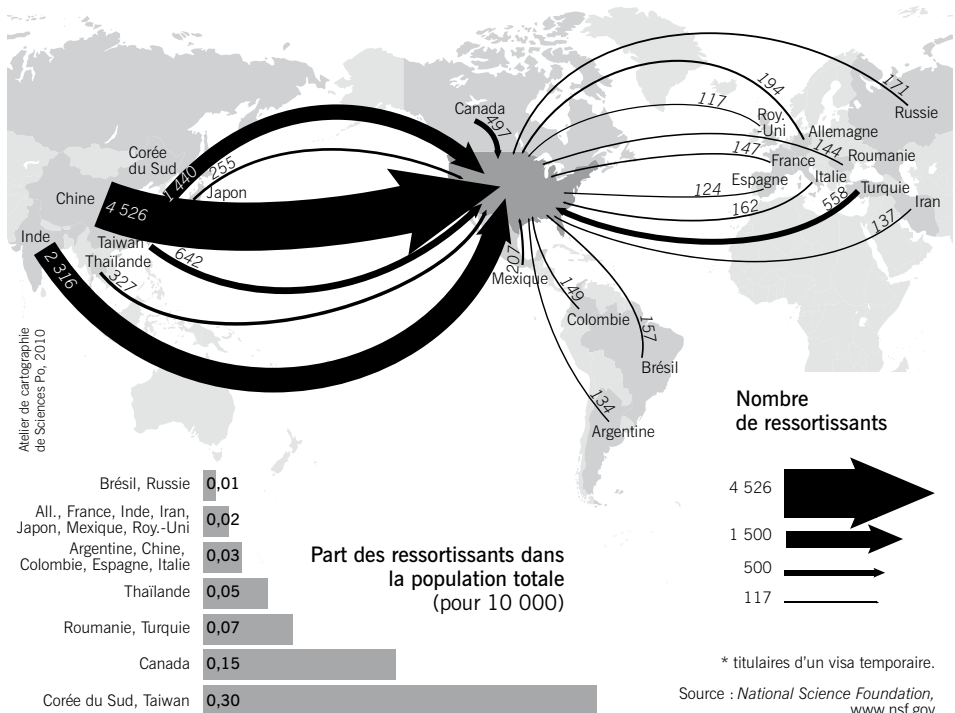 171
Russie
194
117
Roy.
-Uni
Allemagne
Canada
497
147
France
144
Roumanie
Corée
du Sud
1 440
255
Japon
Espagne
Italie
124
162
558
Turquie
Iran
137
Chine
4 526
Inde
2 316
Taiwan
642
Thaïlande
327
207
Mexique
149
Colombie
157
Brésil
134
Argentine
Atelier de cartographie
de Sciences Po, 2010
Nombre
de ressortissants
4 526
1 500
500
117
Brésil, Russie 0,01
All., France, Inde, Iran,
Japon, Mexique, Roy.-Uni 0,02
Argentine, Chine,
Colombie, Espagne, Italie 0,03
Thaïlande 0,05
Roumanie, Turquie 0,07
Canada 0,15
Corée du Sud, Taiwan 0,30
Part des ressortissants dans
la population totale
(pour 10 000)
* titulaires d’un visa temporaire.
Source : National Science Foundation,
www.nsf.gov